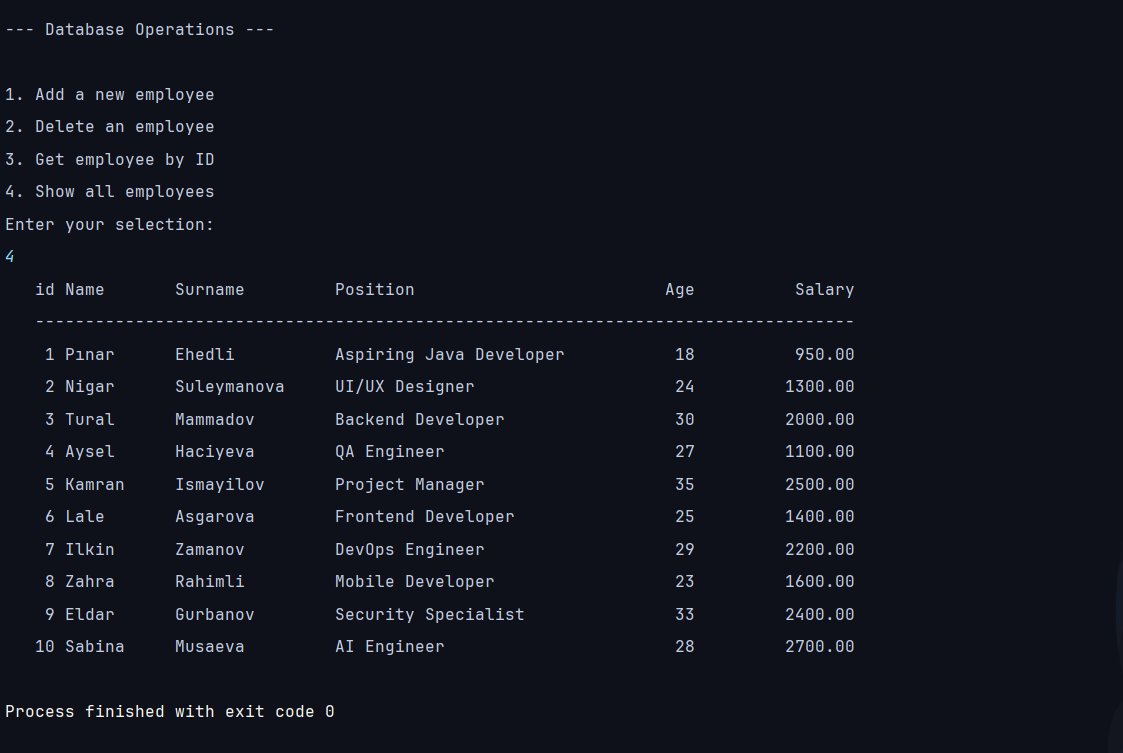 --- Database Operations ---
1. Add a new employee
2. Delete an employee
3. Get employee by ID
4. Show all employees
Enter your selection:
4
id Name Surname Position Age Salary
----------------------------------------------------------------------------------
1 Pınar Ehedli Aspiring Java Developer 18 950.00
2 Nigar Suleymanova UI/UX Designer 24 1300.00
3 Tural Mammadov Backend Developer 30 2000.00
4 Aysel Haciyeva QA Engineer 27 1100.00
5 Kamran Ismayilov Project Manager 35 2500.00
6 Lale Asgarova Frontend Developer 25 1400.00
7 Ilkin Zamanov DevOps Engineer 29 2200.00
8 Zahra Rahimli Mobile Developer 23 1600.00
9 Eldar Gurbanov Security Specialist 33 2400.00
10 Sabina Musaeva AI Engineer 28 2700.00
Process finished with exit code 0